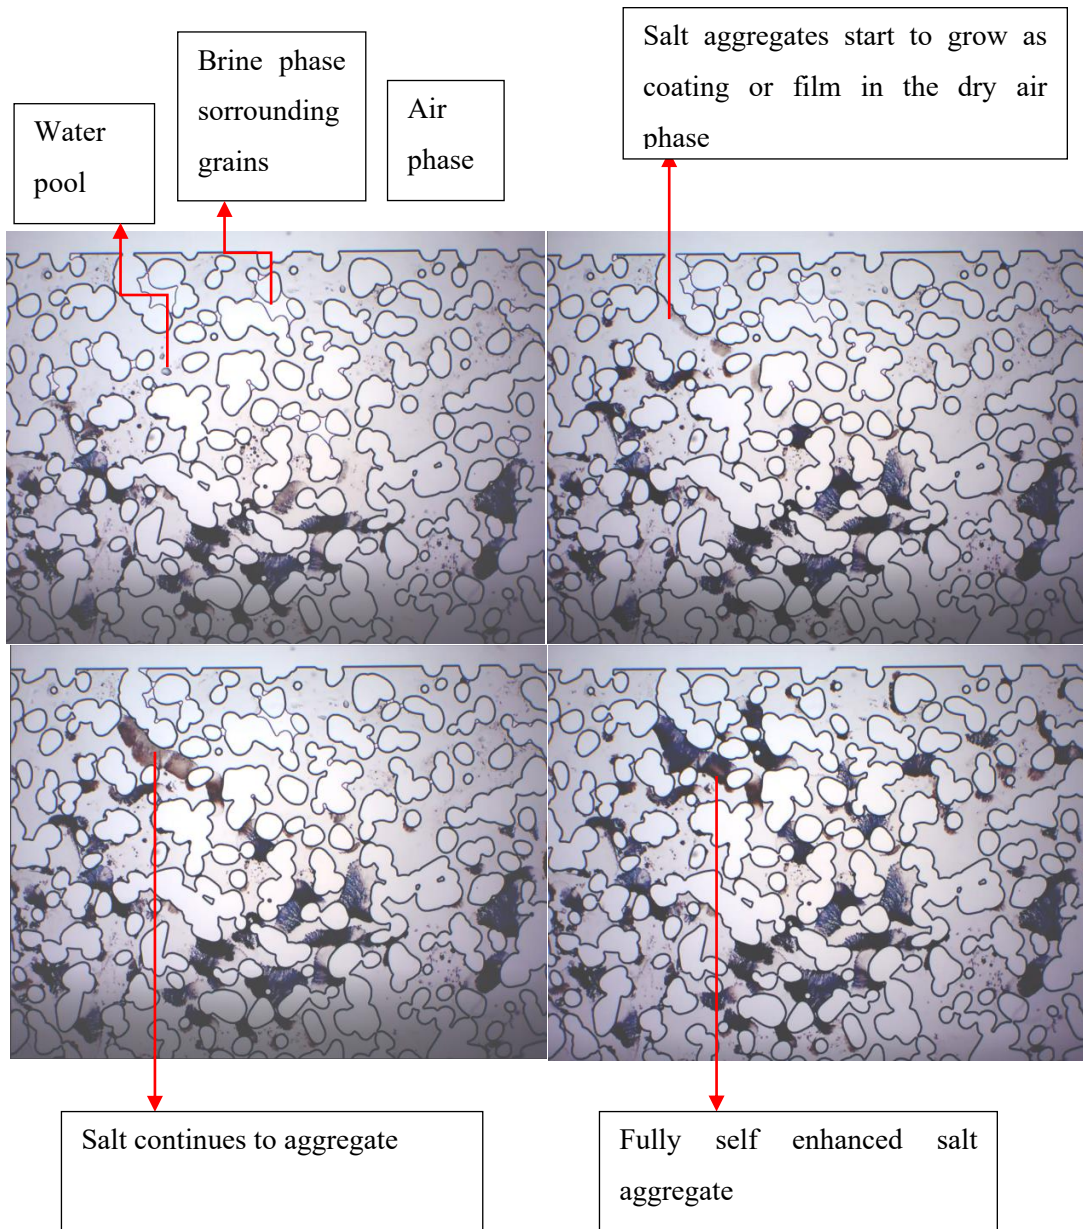 Salt aggregates start to grow as
coating or film in the dry air
phase
Brine phase
sorrounding
grains
Air
phase
Water
pool
Salt continues to aggregate
Fully self enhanced salt
aggregate